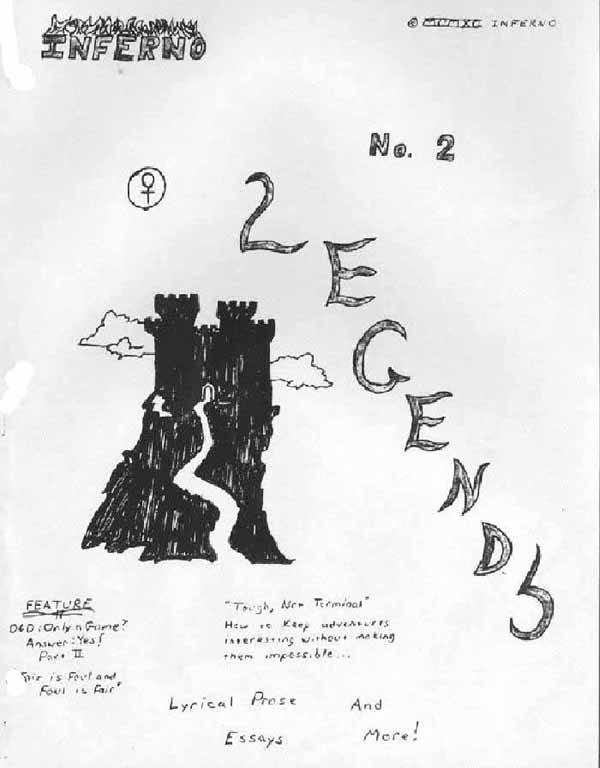 INFERNO
© MCMXC INFERNO
No. 2
LEGENDS
FEATURE
D&D: Only a Game?
Answer: Yes!
Part II
"Fair is Foul and
Foul is Fair"
"Tough, Not Terminal"
How to Keep adventures
interesting without making
them impossible...
Lyrical Prose And
Essays More!